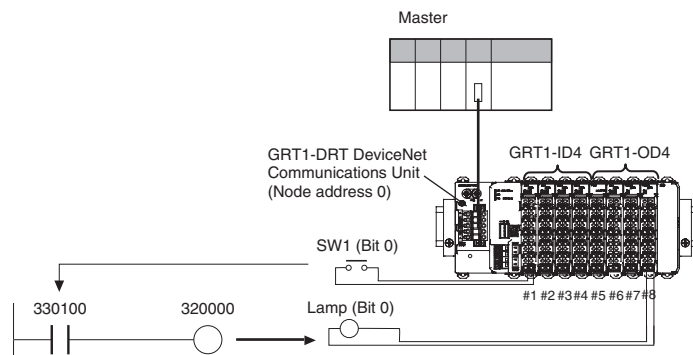 Master
GRT1-DRT DeviceNet
Communications Unit
(Node address 0)
GRT1-ID4 GRT1-OD4
SW1 (Bit 0)
#1 #2 #3 #4 #5 #6 #7 #8
330100 320000 Lamp (Bit 0)